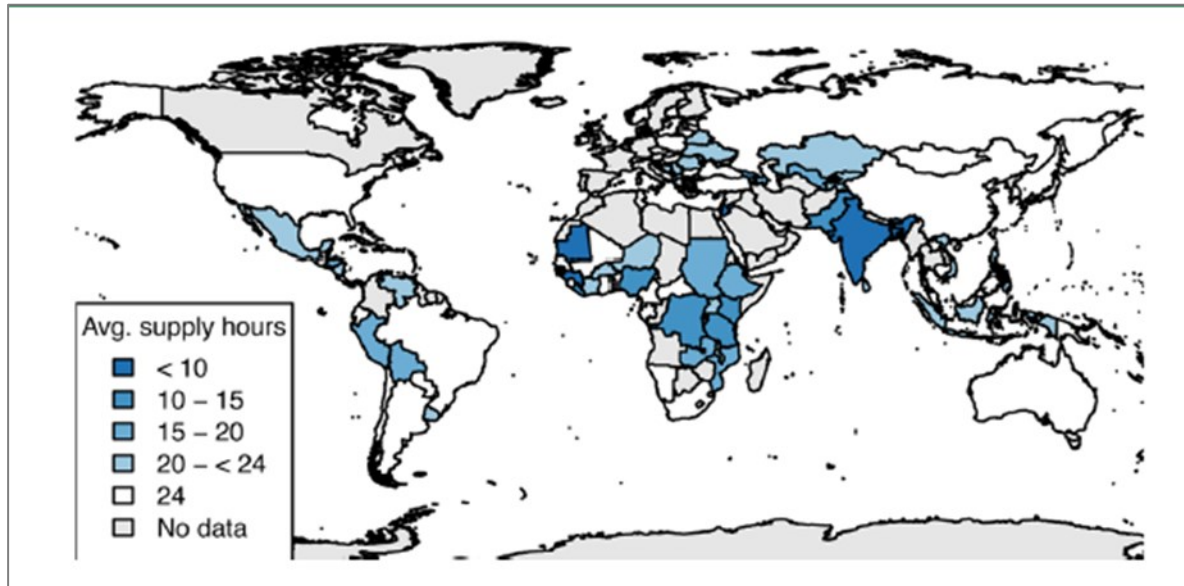 Avg. supply hours
< 10
10 – 15
15 – 20
20 – < 24
24
No data